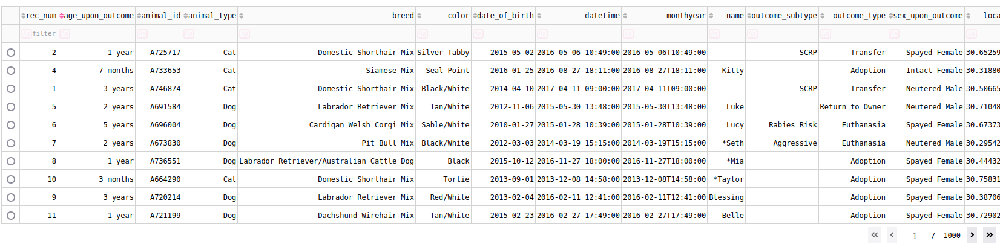 rec_num age_upon_outcome animal_id animal_type breed color date_of_birth datetime monthyear name outcome_subtype outcome_type sex_upon_outcome loca
Aa filter Aa Aa Aa Aa Aa Aa Aa Aa Aa Aa Aa Aa Aa
2 1 year A725717 Cat Domestic Shorthair Mix Silver Tabby 2015-05-02 2016-05-06 10:49:00 2016-05-06T10:49:00 SCRP Transfer Spayed Female 30.65259
4 7 months A733653 Cat Siamese Mix Seal Point 2016-01-25 2016-08-27 18:11:00 2016-08-27T18:11:00 Kitty Adoption Intact Female 30.31880
1 3 years A746874 Cat Domestic Shorthair Mix Black/White 2014-04-10 2017-04-11 09:00:00 2017-04-11T09:00:00 SCRP Transfer Neutered Male 30.50665
5 2 years A691584 Dog Labrador Retriever Mix Tan/White 2012-11-06 2015-05-30 13:48:00 2015-05-30T13:48:00 Luke Return to Owner Neutered Male 30.71048
6 5 years A696004 Dog Cardigan Welsh Corgi Mix Sable/White 2010-01-27 2015-01-28 10:39:00 2015-01-28T10:39:00 Lucy Rabies Risk Euthanasia Spayed Female 30.67373
7 2 years A673830 Dog Pit Bull Mix Black/White 2012-03-03 2014-03-19 15:15:00 2014-03-19T15:15:00 *Seth Aggressive Euthanasia Neutered Male 30.29542
8 1 year A736551 Dog Labrador Retriever/Australian Cattle Dog Black 2015-10-12 2016-11-27 18:00:00 2016-11-27T18:00:00 *Mia Adoption Spayed Female 30.44432
10 3 months A664290 Cat Domestic Shorthair Mix Tortie 2013-09-01 2013-12-08 14:58:00 2013-12-08T14:58:00 *Taylor Adoption Spayed Female 30.75831
9 3 years A720214 Dog Labrador Retriever Mix Red/White 2013-02-04 2016-02-11 12:41:00 2016-02-11T12:41:00 Blessing Adoption Spayed Female 30.38706
11 1 year A721199 Dog Dachshund Wirehair Mix Tan/White 2015-02-23 2016-02-27 17:49:00 2016-02-27T17:49:00 Belle Adoption Spayed Female 30.72902
« ‹ 1 / 1000 › »